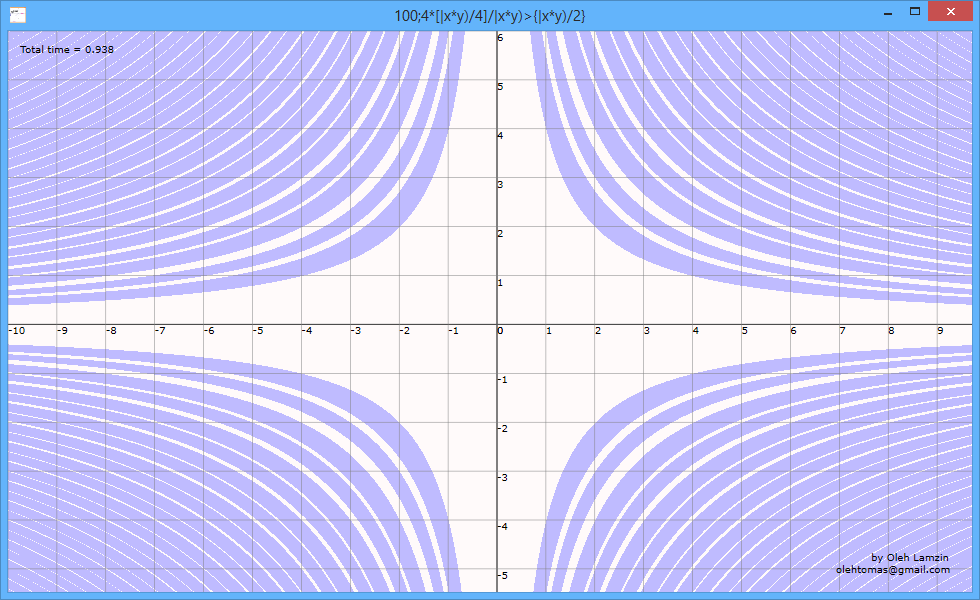 100;4*[|x*y)/4]/|x*y)>{|x*y)/2}
Total time = 0.938
6
5
4
3
2
1
-10 -9 -8 -7 -6 -5 -4 -3 -2 -1 0 1 2 3 4 5 6 7 8 9
-1
-2
-3
-4
-5
by Oleh Lamzin
olehtomas@gmail.com